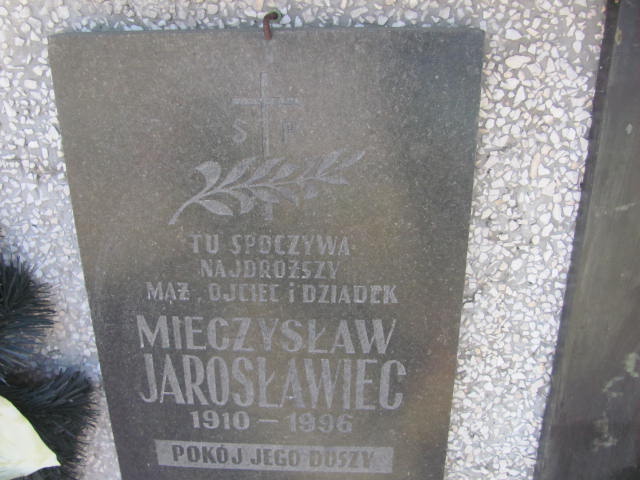 Ś P
TU SPOCZYWA
NAJDROŻSZY
MĄŻ, OJCIEC i DZIADEK
MIECZYSŁAW
JAROSŁAWIEC
1910 – 1996
POKÓJ JEGO DUSZY